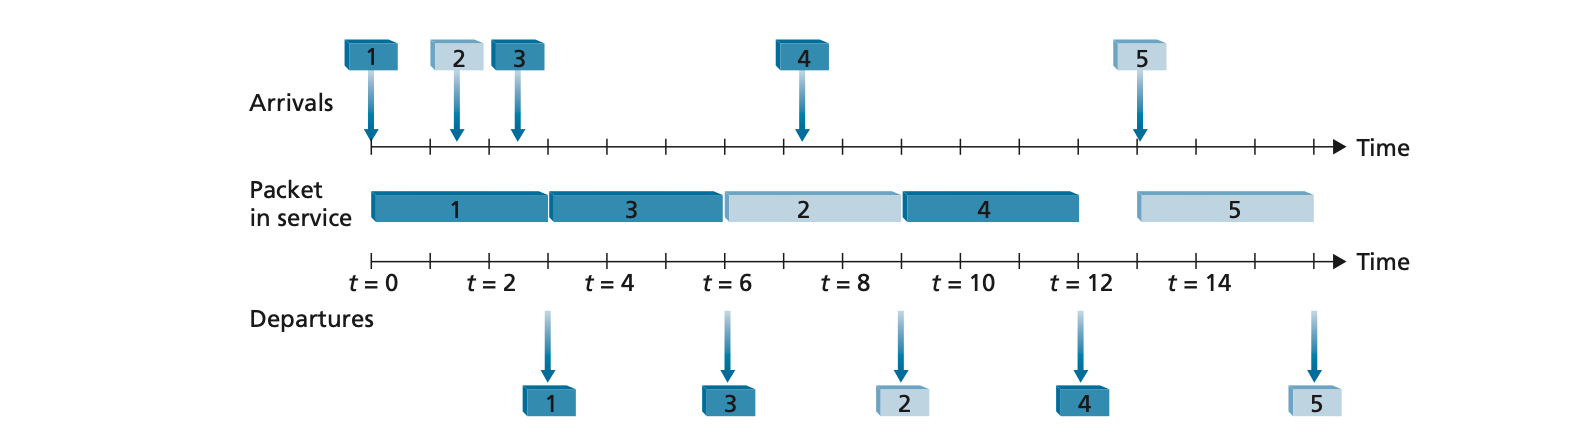 1 2 3 4 5
Arrivals
Time
Packet
in service
1 3 2 4 5
Time
t = 0 t = 2 t = 4 t = 6 t = 8 t = 10 t = 12 t = 14
Departures
1 3 2 4 5